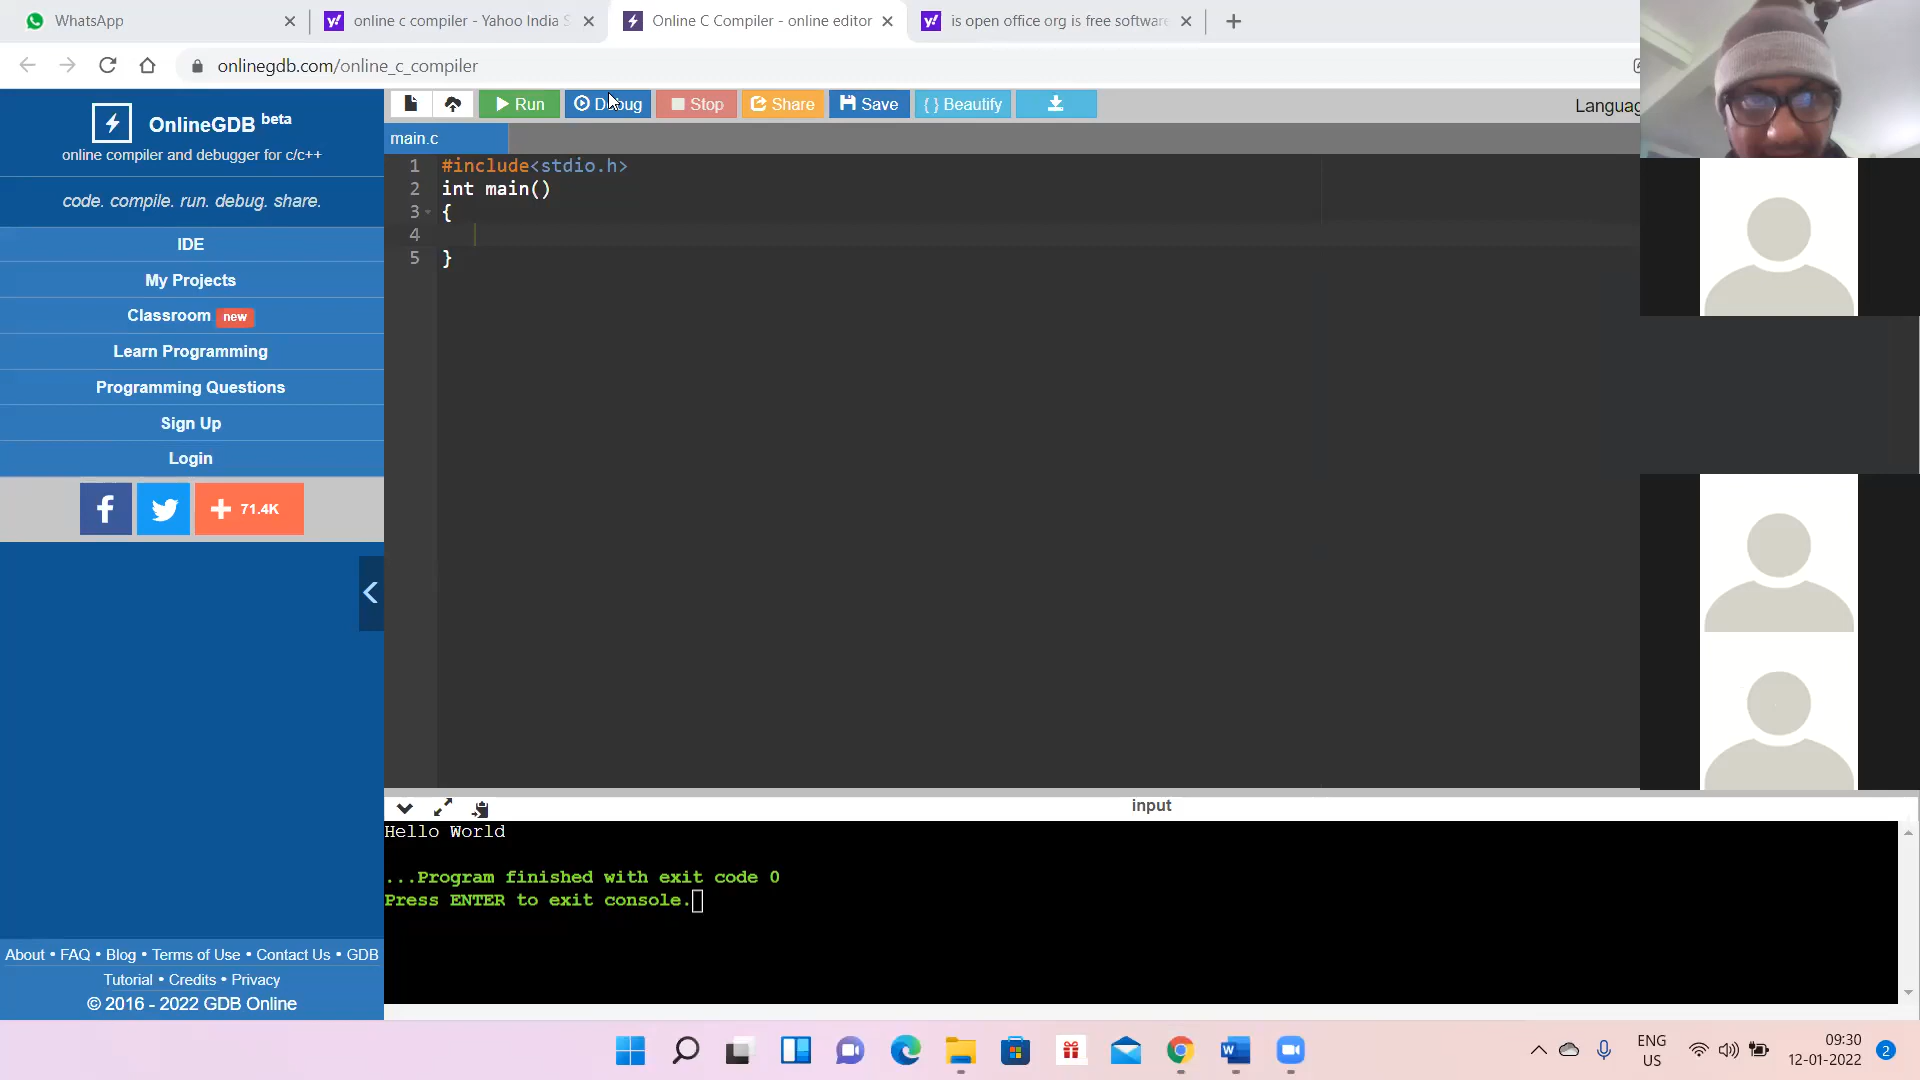 WhatsApp
online c compiler - Yahoo India S
Online C Compiler - online editor
is open office org is free software
onlinegdb.com/online_c_compiler
OnlineGDB beta
online compiler and debugger for c/c++
code. compile. run. debug. share.
IDE
My Projects
Classroom new
Learn Programming
Programming Questions
Sign Up
Login
71.4K
About • FAQ • Blog • Terms of Use • Contact Us • GDB
Tutorial • Credits • Privacy
© 2016 - 2022 GDB Online
Run Debug Stop Share Save { } Beautify
Languag
main.c
1 #include<stdio.h>
2 int main()
3 {
4
5 }
input
Hello World
...Program finished with exit code 0
Press ENTER to exit console.
ENG
US
09:30
12-01-2022
2